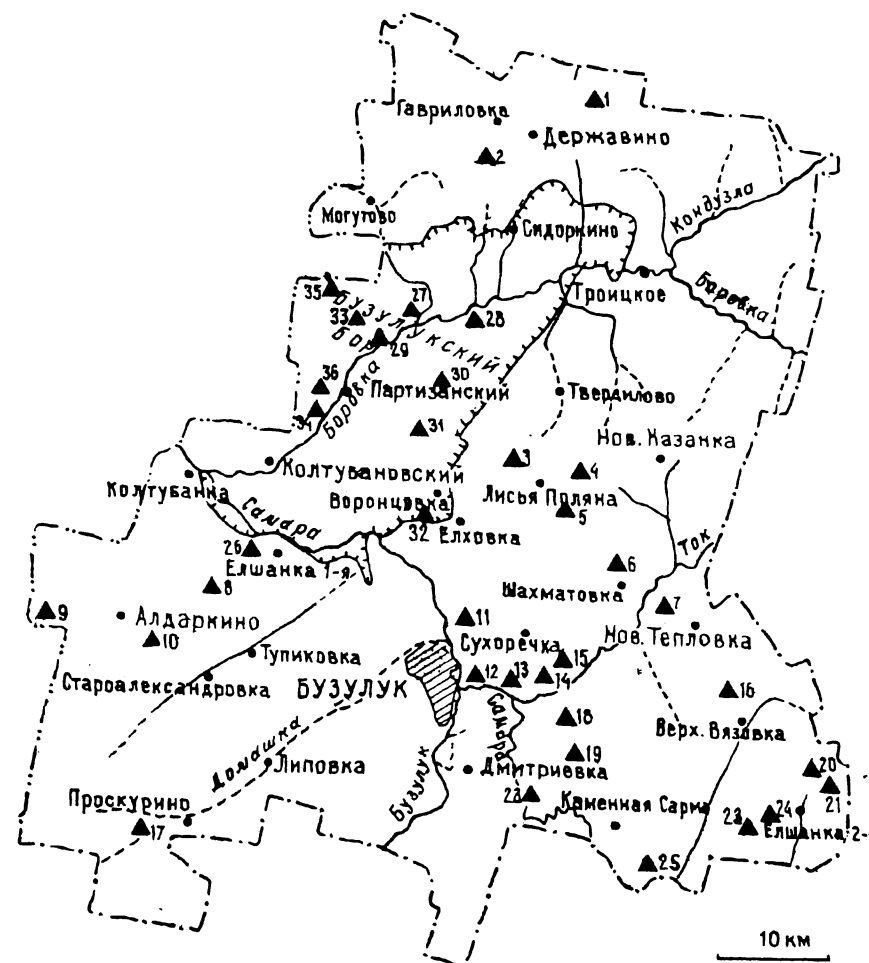 1
Гавриловка
Державино
2
Могутово
Сидоркино
Кондузла
Троицкое
Боровка
35
БУЗУЛУКСКИЙ
БОР
33
27
28
29
36
30
Партизанский
Твердилово
34
Боровка
31
Нов. Казанка
3
4
Колтубановский
Колтубанка
Лисья Поляна
Воронцовка
5
Самара
32
Елховка
26
Елшанка 1-я
Ток
6
8
Шахматовка
9
Алдаркино
11
7
10
Сухоречка
Нов. Тепловка
Тупиковка
15
Староалександровка
БУЗУЛУК
12
13
14
16
Самара
18
Верх. Вязовка
Домашка
19
Липовка
Дмитриевка
20
Бузулук
21
Проскурино
22
Каменная Сарма
24
23
17
Елшанка 2-
25
10 км